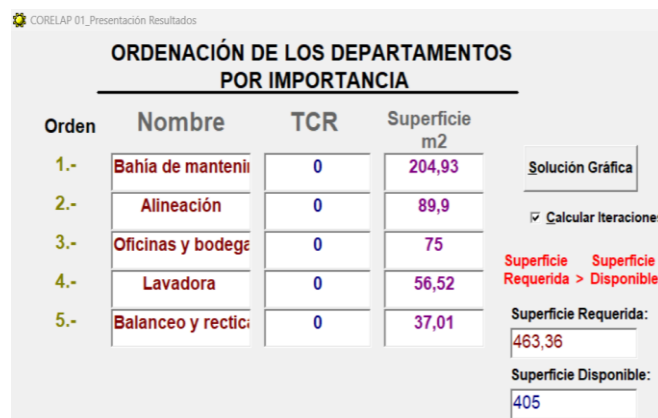 CORELAP 01_Presentación Resultados
ORDENACIÓN DE LOS DEPARTAMENTOS
POR IMPORTANCIA
Orden Nombre TCR Superficie m2
1.- Bahía de manteni 0 204,93
2.- Alineación 0 89,9
3.- Oficinas y bodega 0 75
4.- Lavadora 0 56,52
5.- Balanceo y rectica 0 37,01
Solución Gráfica
Calcular Iteraciones
Superficie Superficie
Requerida > Disponible
Superficie Requerida:
463,36
Superficie Disponible:
405